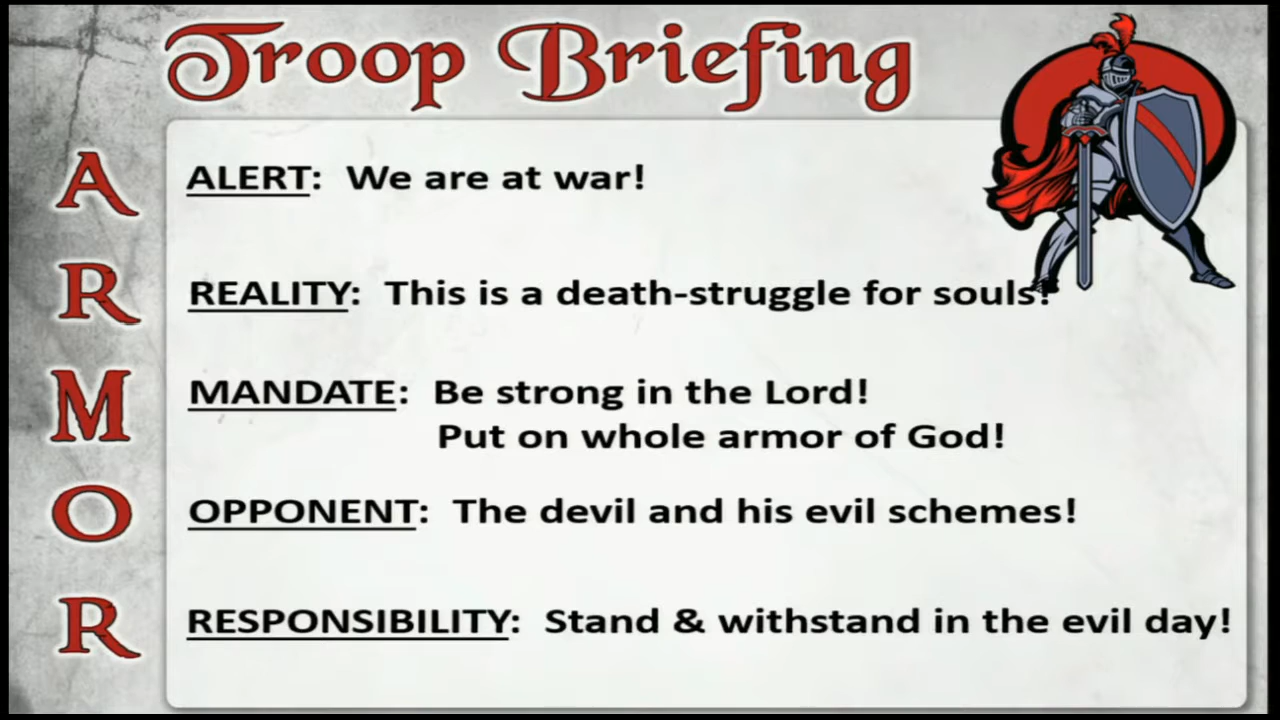 Troop Briefing
A
ALERT: We are at war!
R
REALITY: This is a death-struggle for souls!
M
MANDATE: Be strong in the Lord!
Put on whole armor of God!
O
OPPONENT: The devil and his evil schemes!
R
RESPONSIBILITY: Stand & withstand in the evil day!